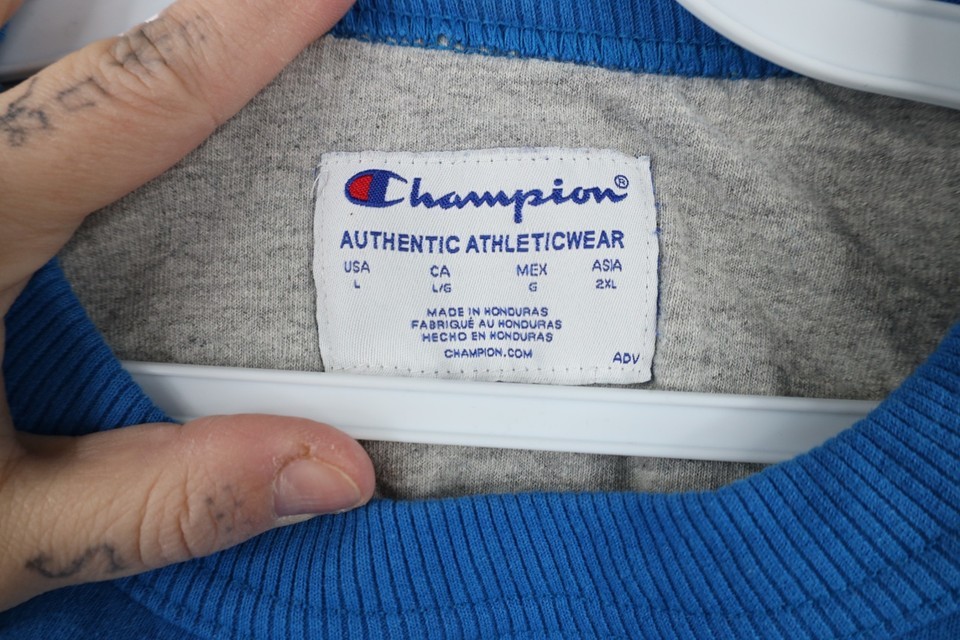 Champion®
AUTHENTIC ATHLETICWEAR
USA CA MEX ASIA
L L/G G 2XL
MADE IN HONDURAS
FABRIQUÉ AU HONDURAS
HECHO EN HONDURAS
CHAMPION.COM ADV